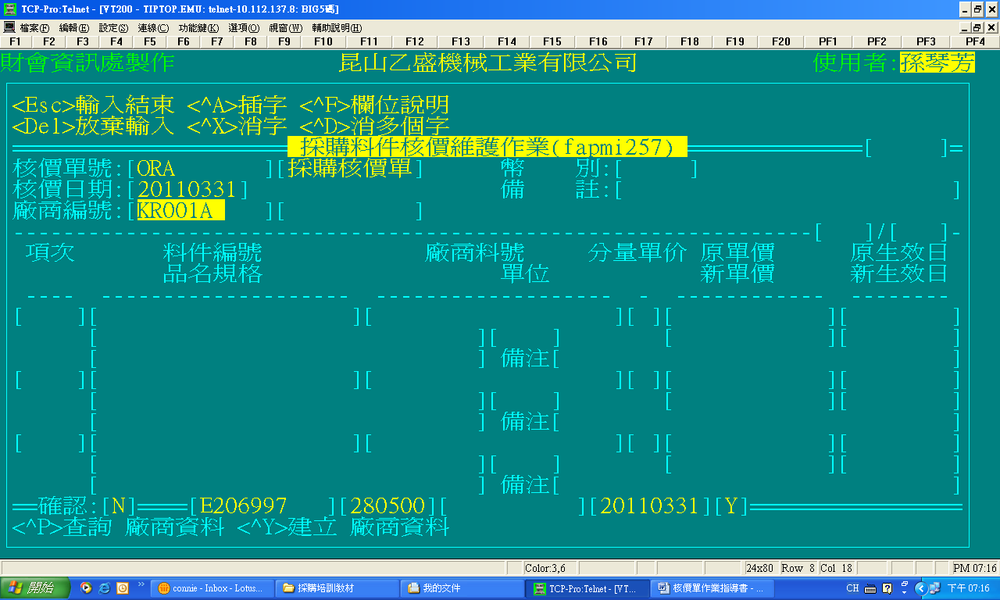 TCP-Pro:Telnet - [VT200 - TIPTOP.EMU: telnet-10.112.137.8: BIG5碼]
檔案(F) 編輯(E) 設定(S) 連線(C) 功能鍵(K) 選項(O) 視窗(W) 輔助說明(H)
F1 F2 F3 F4 F5 F6 F7 F8 F9 F10 F11 F12 F13 F14 F15 F16 F17 F18 F19 F20 PF1 PF2 PF3 PF4
財會資訊處製作 昆山乙盛機械工業有限公司 使用者:孫琴芳
<Esc>輸入結束 <^A>插字 <^F>欄位說明
<Del>放棄輸入 <^X>消字 <^D>消多個字
採購料件核價維護作業(fapmi257) [ ]
核價單號:[ORA ][採購核價單] 幣 別:[ ]
核價日期:[20110331] 備 註:[ ]
廠商編號:[KR001A ][ ]
[ ]/[ ]
項次 料件編號 廠商料號 分量單价 原單價 原生效日
品名規格 單位 新單價 新生效日
[ ][ ][ ][ ][ ][ ]
[ ][ ] [ ][ ]
[ ] 備注[ ]
[ ][ ][ ][ ][ ][ ]
[ ][ ] [ ][ ]
[ ] 備注[ ]
[ ][ ][ ][ ][ ][ ]
[ ][ ] [ ][ ]
[ ] 備注[ ]
確認:[N] [E206997 ][280500][ ][20110331][Y]
<^P>查詢 廠商資料 <^Y>建立 廠商資料
Color:3,6 24x80 Row 8 Col 18 PM 07:16
開始 » connie - Inbox - Lotus... 採購培訓教材 我的文件 TCP-Pro:Telnet - [VT... 核價單作業指導書 - ... CH 下午 07:16